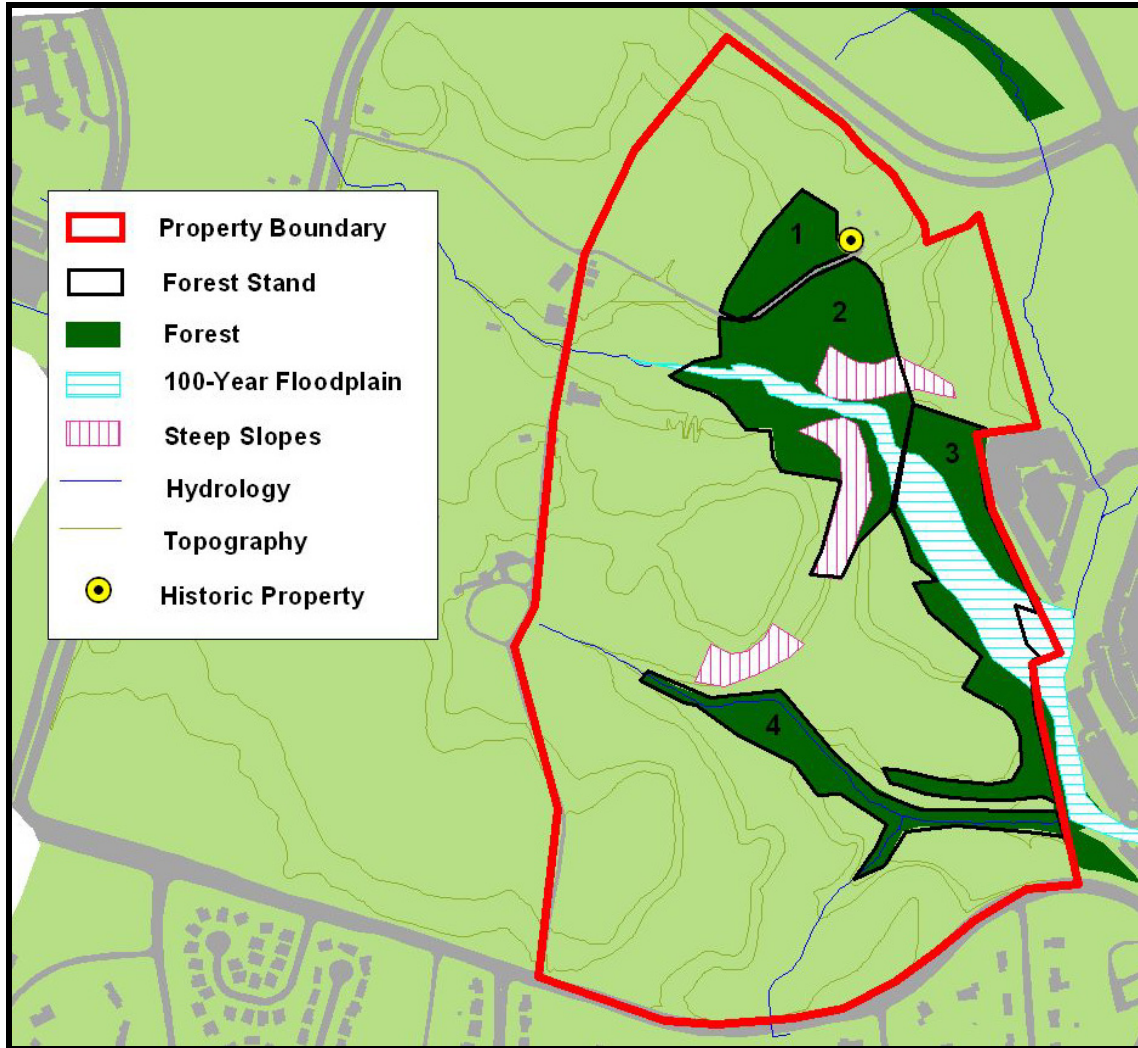 Property Boundary
Forest Stand
Forest
100-Year Floodplain
Steep Slopes
Hydrology
Topography
Historic Property
1
2
3
4